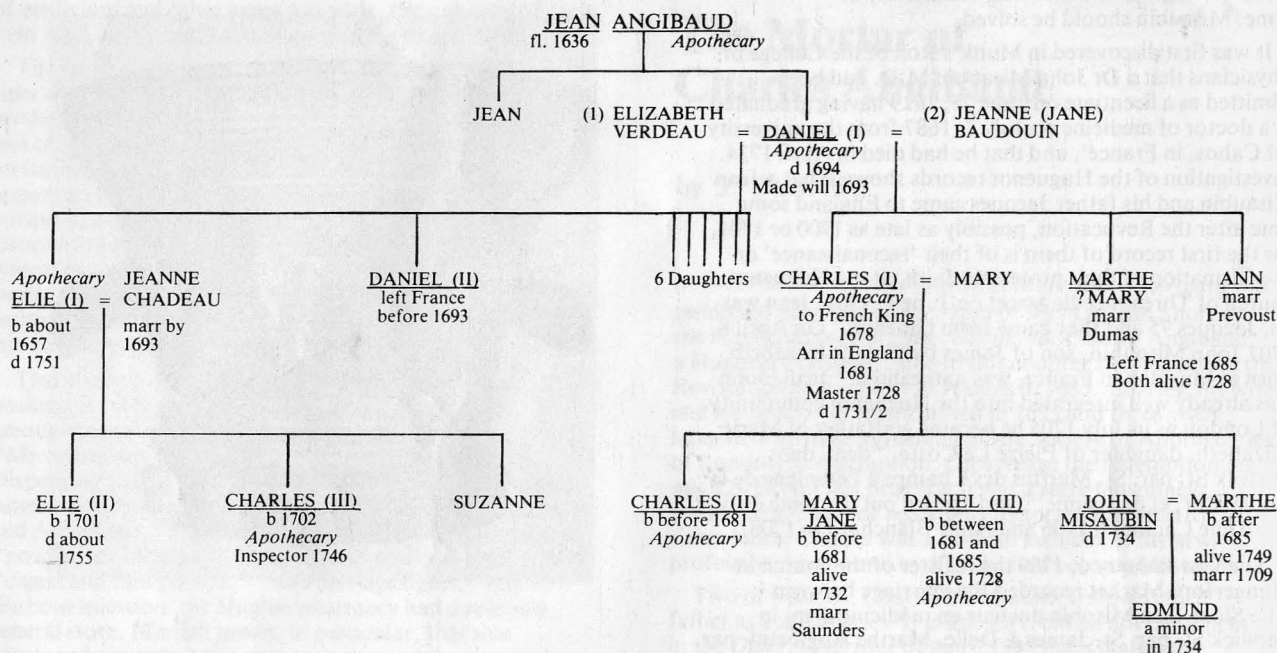 JEAN ANGIBAUD
fl. 1636 Apothecary
JEAN
(1) ELIZABETH VERDEAU
=
DANIEL (I)
Apothecary
d 1694
Made will 1693
=
(2) JEANNE (JANE) BAUDOUIN
Apothecary
ELIE (I)
b about
1657
d 1751
=
JEANNE
CHADEAU
marr by
1693
DANIEL (II)
left France
before 1693
6 Daughters
CHARLES (I)
Apothecary
to French King
1678
Arr in England
1681
Master 1728
d 1731/2
=
MARY
MARTHE
?MARY
marr
Dumas
ANN
marr
Prevoust
Left France 1685
Both alive 1728
ELIE (II)
b 1701
d about
1755
CHARLES (III)
b 1702
Apothecary
Inspector 1746
SUZANNE
CHARLES (II)
b before 1681
Apothecary
MARY
JANE
b before
1681
alive
1732
marr
Saunders
DANIEL (III)
b between
1681 and
1685
alive 1728
Apothecary
JOHN
MISAUBIN
d 1734
=
MARTHE
b after
1685
alive 1749
marr 1709
EDMUND
a minor
in 1734